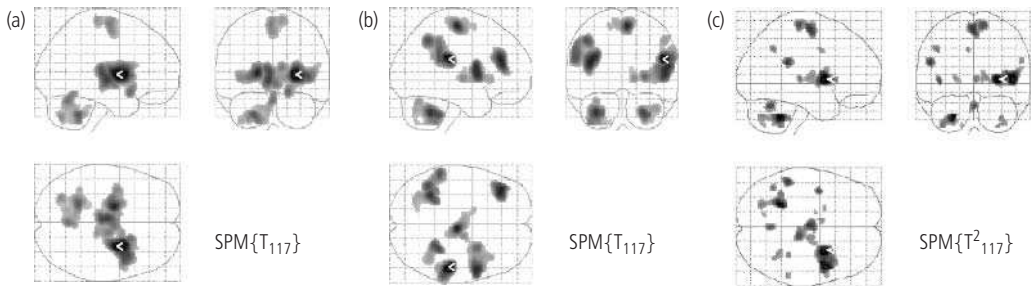 (a)
(b)
(c)
SPM{T₁₁₇}
SPM{T₁₁₇}
SPM{T²₁₁₇}